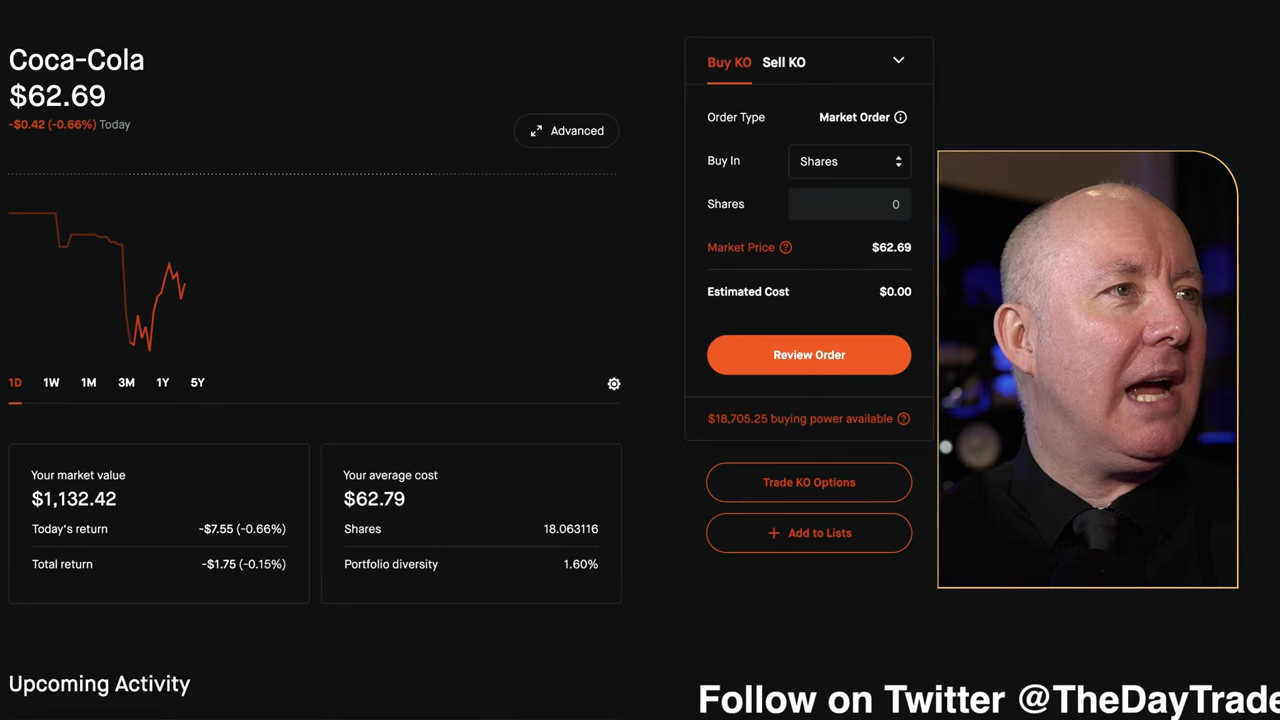 Coca-Cola
$62.69
-$0.42 (-0.66%) Today
Advanced
1D 1W 1M 3M 1Y 5Y
Your market value
$1,132.42
Today's return -$7.55 (-0.66%)
Total return -$1.75 (-0.15%)
Your average cost
$62.79
Shares 18.063116
Portfolio diversity 1.60%
Upcoming Activity
Buy KO Sell KO
Order Type Market Order
Buy In Shares
Shares 0
Market Price $62.69
Estimated Cost $0.00
Review Order
$18,705.25 buying power available
Trade KO Options
+ Add to Lists
Follow on Twitter @TheDayTrade